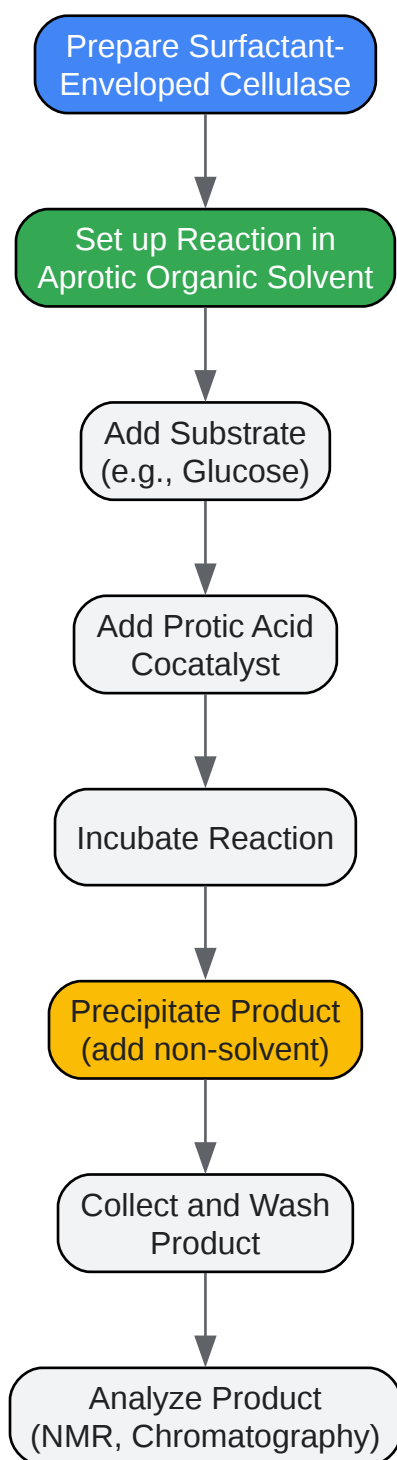 Prepare Surfactant-
Enveloped Cellulase
Set up Reaction in
Aprotic Organic Solvent
Add Substrate
(e.g., Glucose)
Add Protic Acid
Cocatalyst
Incubate Reaction
Precipitate Product
(add non-solvent)
Collect and Wash
Product
Analyze Product
(NMR, Chromatography)